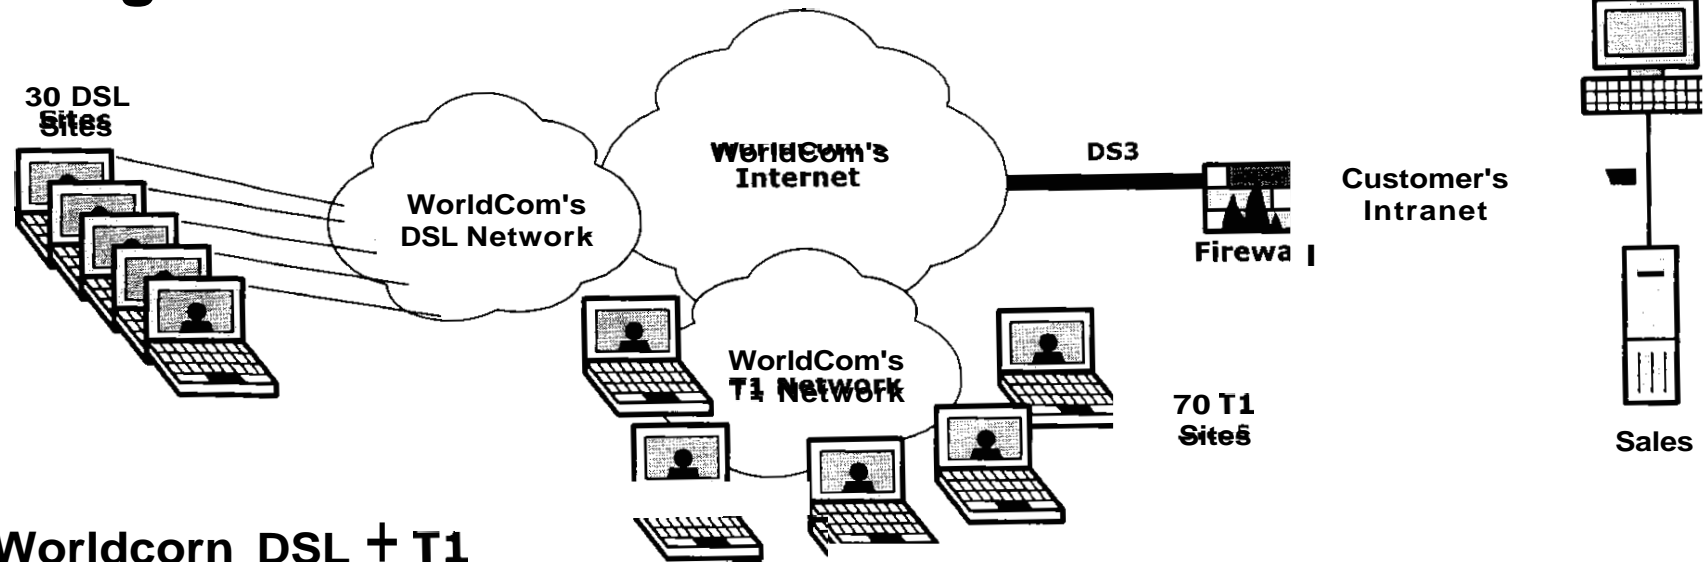 30 DSL
Sites
WorldCom's
DSL Network
WorldCom's
Internet
DS3
Firewa l
Customer's
Intranet
WorldCom's
T1 Network
70 T1
Sites
Sales
Worldcorn DSL + T1